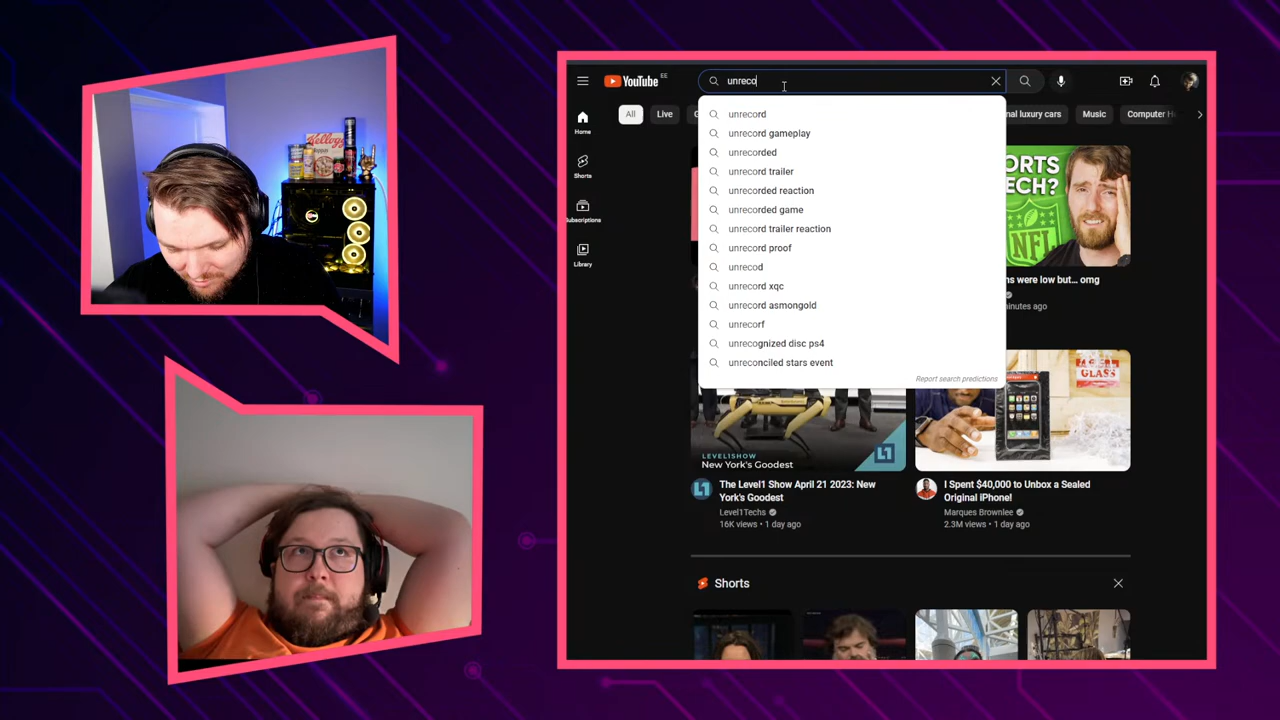 YouTube EE
unreco
All
Live
nal luxury cars
Music
Computer H
Home
Shorts
Subscriptions
Library
unrecord
unrecord gameplay
unrecorded
unrecord trailer
unrecorded reaction
unrecorded game
unrecord trailer reaction
unrecord proof
unrecod
unrecord xqc
unrecord asmongold
unrecorf
unrecognized disc ps4
unreconciled stars event
Report search predictions
Kellogg's
ORTS
ECH?
NFL
ns were low but... omg
inutes ago
LEVEL1SHOW
New York's Goodest
L1
GLASS
The Level1 Show April 21 2023: New
York's Goodest
Level1Techs
16K views • 1 day ago
I Spent $40,000 to Unbox a Sealed
Original iPhone!
Marques Brownlee
2.3M views • 1 day ago
Shorts